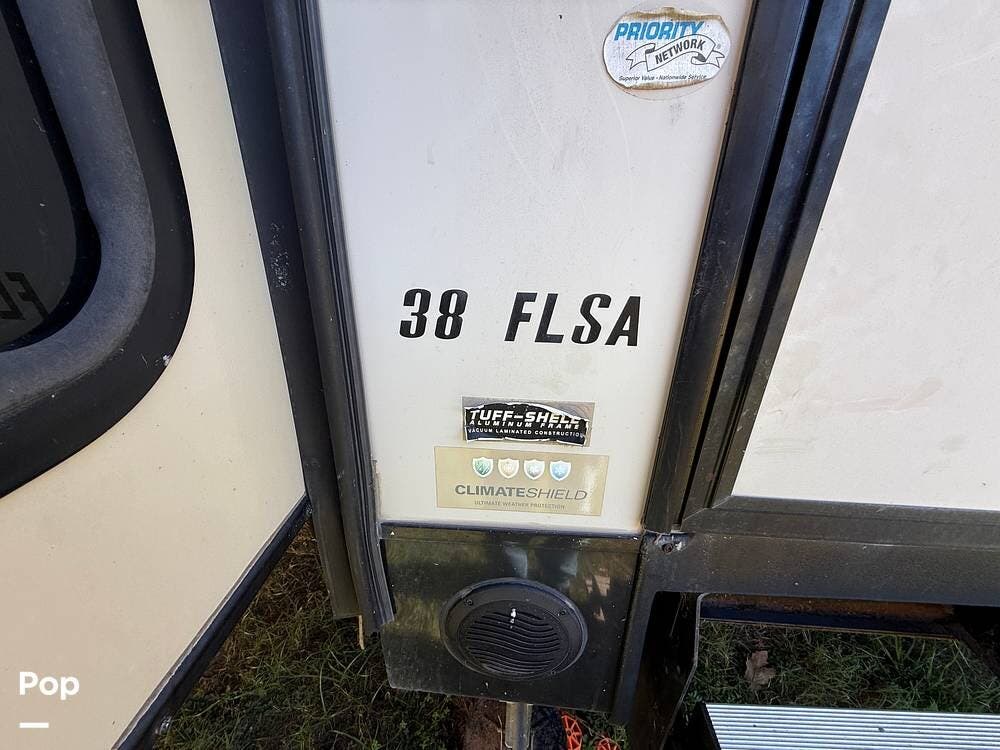 PRIORITY
NETWORK®
Superior Value - Nationwide Service
38 FLSA
TUFF-SHELL
ALUMINUM FRAME
VACUUM LAMINATED CONSTRUCTION
CLIMATESHIELD
ULTIMATE WEATHER PROTECTION
Pop